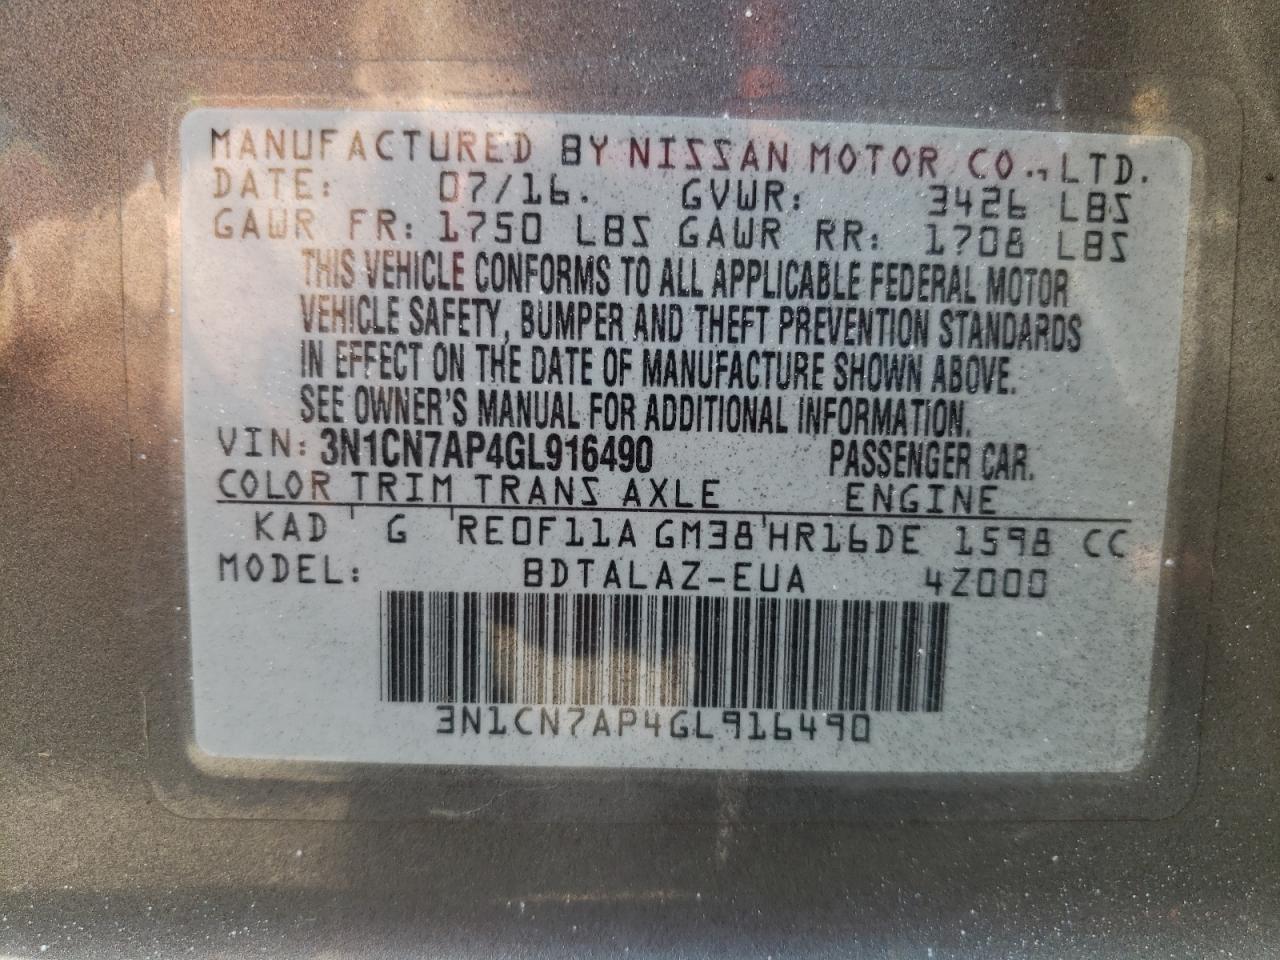 MANUFACTURED BY NISSAN MOTOR CO., LTD.
DATE: 07/16. GVWR: 3426 LBS
GAWR FR: 1750 LBS GAWR RR: 1708 LBS
THIS VEHICLE CONFORMS TO ALL APPLICABLE FEDERAL MOTOR
VEHICLE SAFETY, BUMPER AND THEFT PREVENTION STANDARDS
IN EFFECT ON THE DATE OF MANUFACTURE SHOWN ABOVE.
SEE OWNER'S MANUAL FOR ADDITIONAL INFORMATION.
VIN: 3N1CN7AP4GL916490 PASSENGER CAR.
COLOR TRIM TRANS AXLE ENGINE
KAD G RE0F11A GM38 HR16DE 1598 CC
MODEL: BDTALAZ-EUA 4Z000
3N1CN7AP4GL916490